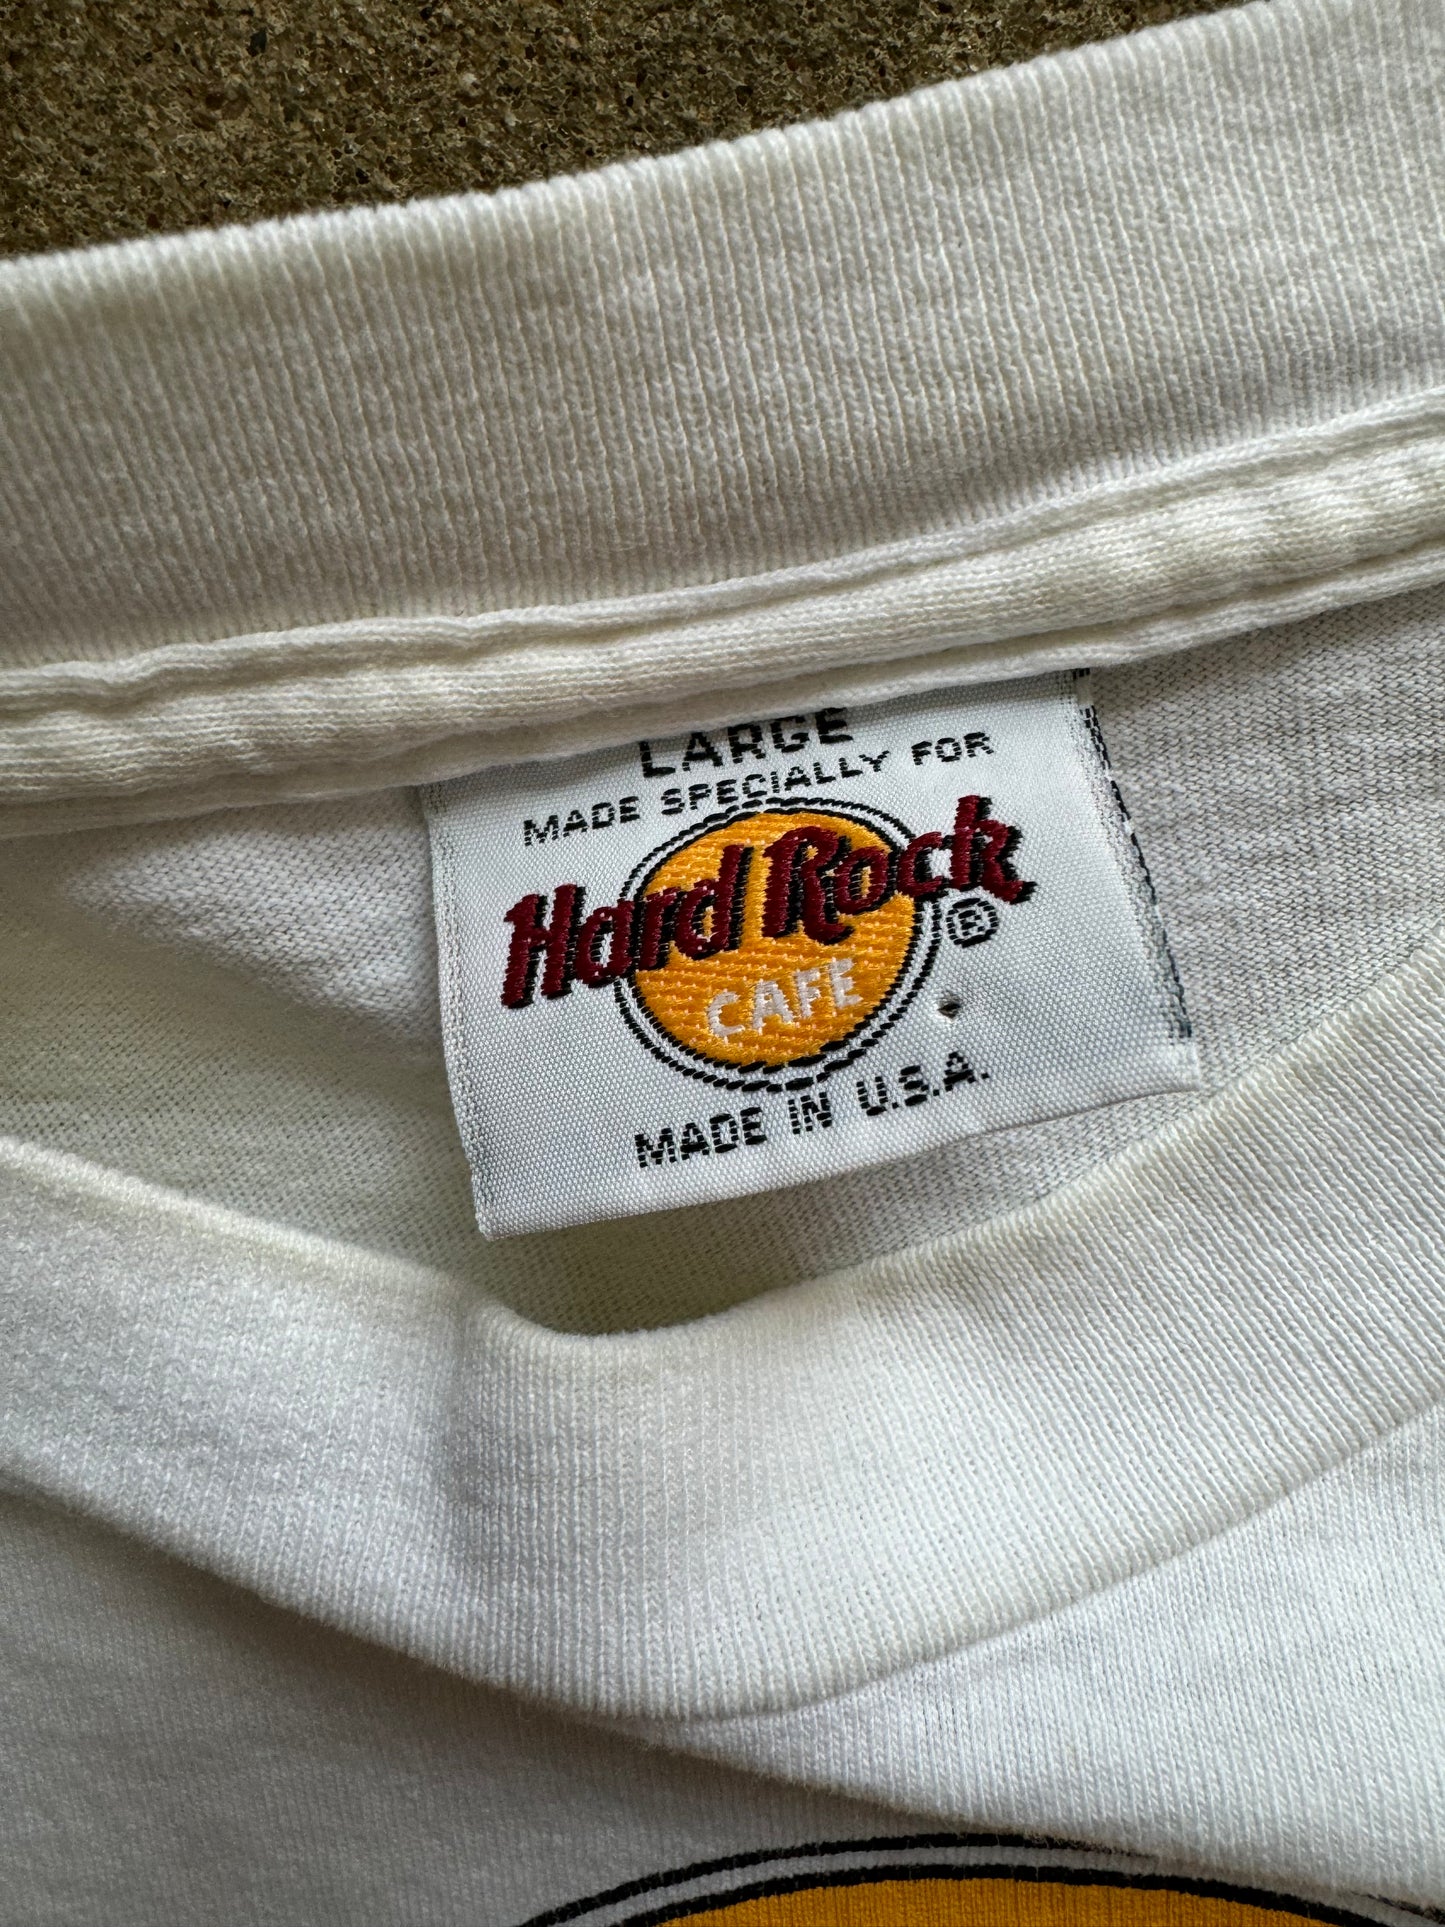 LARGE
MADE SPECIALLY FOR
Hard Rock
®
CAFE
MADE IN U.S.A.